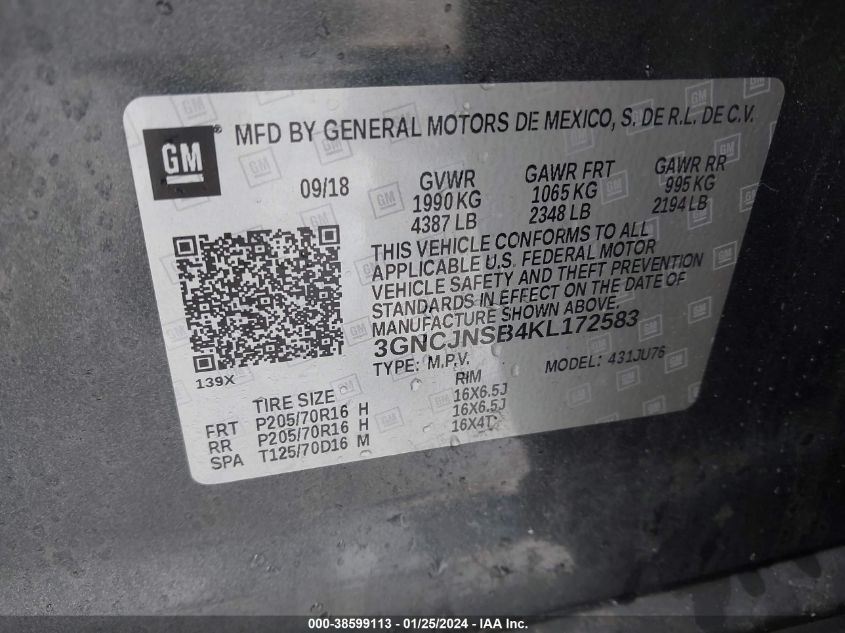 GM
®
MFD BY GENERAL MOTORS DE MEXICO, S. DE R.L. DE C.V.
09/18
GVWR
1990 KG
4387 LB
GAWR FRT
1065 KG
2348 LB
GAWR RR
995 KG
2194 LB
THIS VEHICLE CONFORMS TO ALL
APPLICABLE U.S. FEDERAL MOTOR
VEHICLE SAFETY AND THEFT PREVENTION
STANDARDS IN EFFECT ON THE DATE OF
MANUFACTURE SHOWN ABOVE.
3GNCJNSB4KL172583
TYPE: M.P.V. MODEL: 431JU76
139X
TIRE SIZE RIM
FRT P205/70R16 H 16X6.5J
RR P205/70R16 H 16X6.5J
SPA T125/70D16 M 16X4T
000-38599113 - 01/25/2024 - IAA Inc.